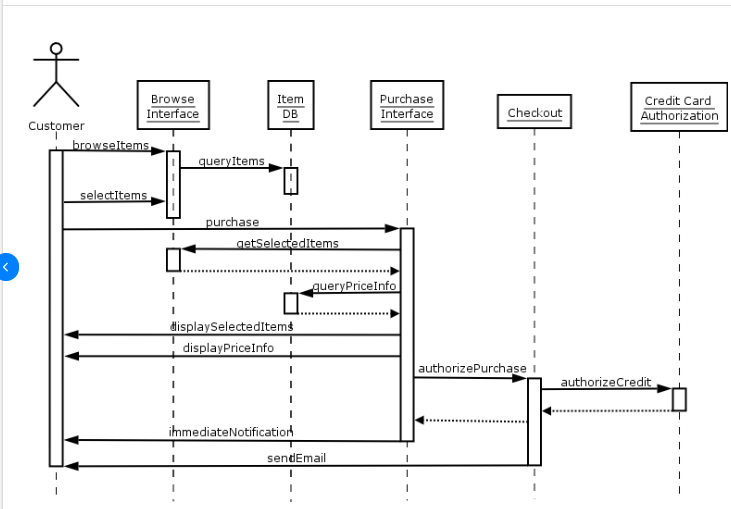 Browse
Interface
Item
DB
Purchase
Interface
Checkout
Credit Card
Authorization
Customer
browseItems
queryItems
selectItems
purchase
getSelectedItems
queryPriceInfo
displaySelectedItems
displayPriceInfo
authorizePurchase
authorizeCredit
immediateNotification
sendEmail